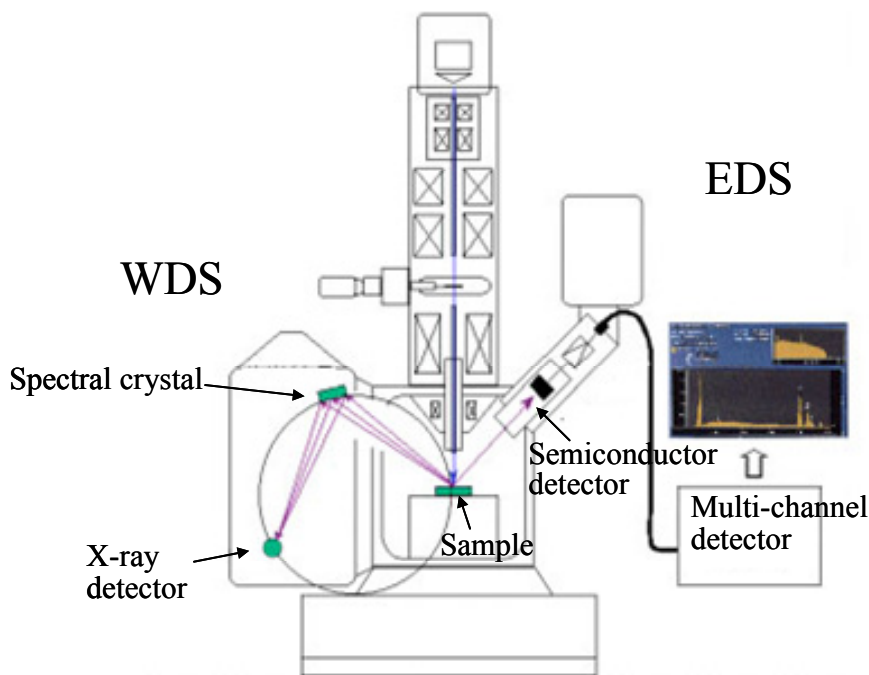 EDS
WDS
Spectral crystal
Semiconductor
detector
Multi-channel
detector
Sample
X-ray
detector